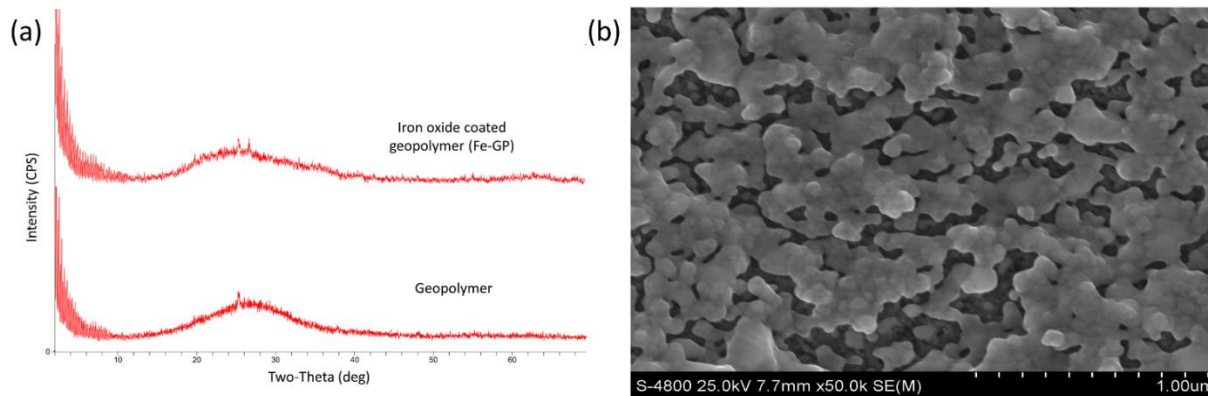 (a)
Iron oxide coated
geopolymer (Fe-GP)
Geopolymer
Intensity (CPS)
0
10 20 30 40 50 60
Two-Theta (deg)
(b)
S-4800 25.0kV 7.7mm x50.0k SE(M) 1.00um